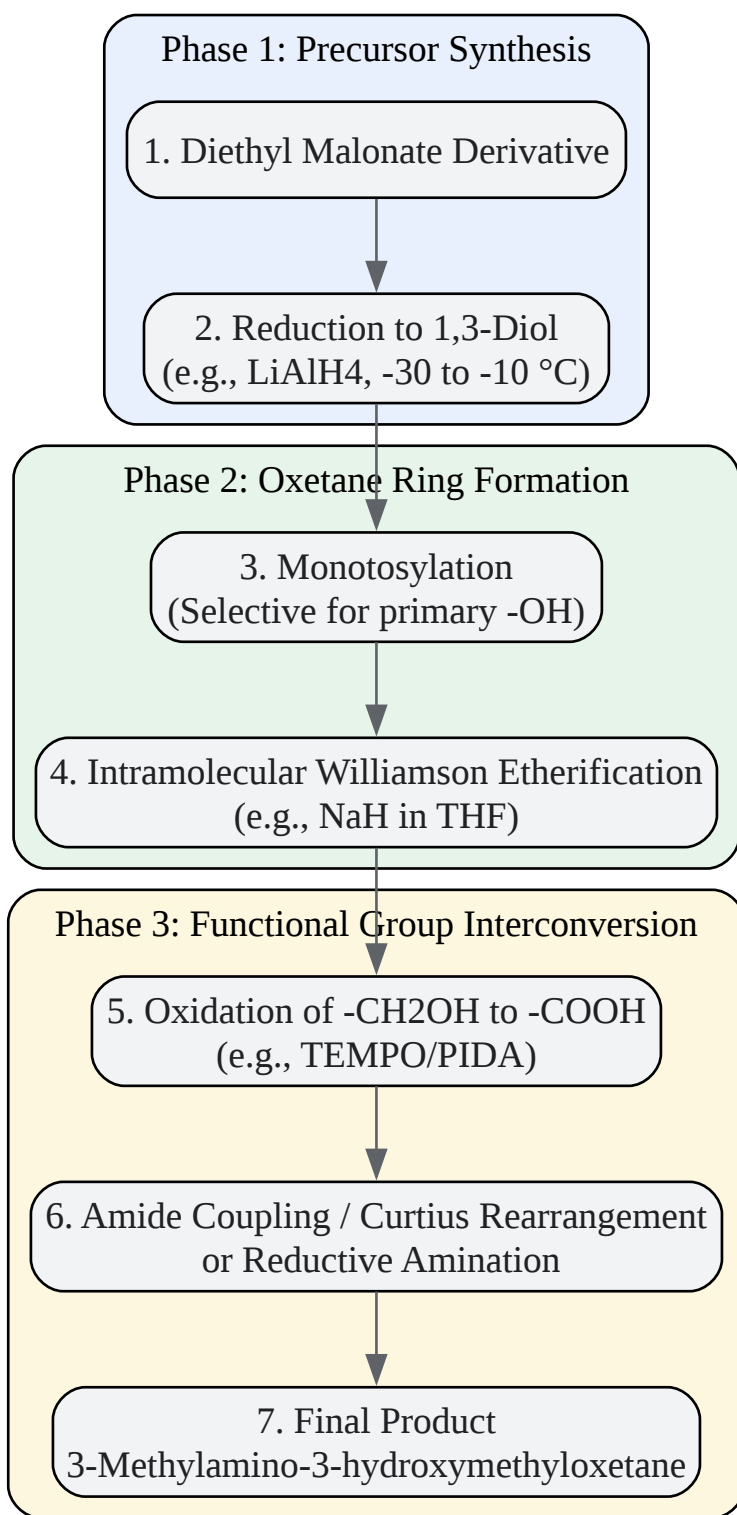 Phase 1: Precursor Synthesis
1. Diethyl Malonate Derivative
2. Reduction to 1,3-Diol
(e.g., LiAlH4, -30 to -10 °C)
Phase 2: Oxetane Ring Formation
3. Monotosylation
(Selective for primary -OH)
4. Intramolecular Williamson Etherification
(e.g., NaH in THF)
Phase 3: Functional Group Interconversion
5. Oxidation of -CH2OH to -COOH
(e.g., TEMPO/PIDA)
6. Amide Coupling / Curtius Rearrangement
or Reductive Amination
7. Final Product
3-Methylamino-3-hydroxymethyloxetane